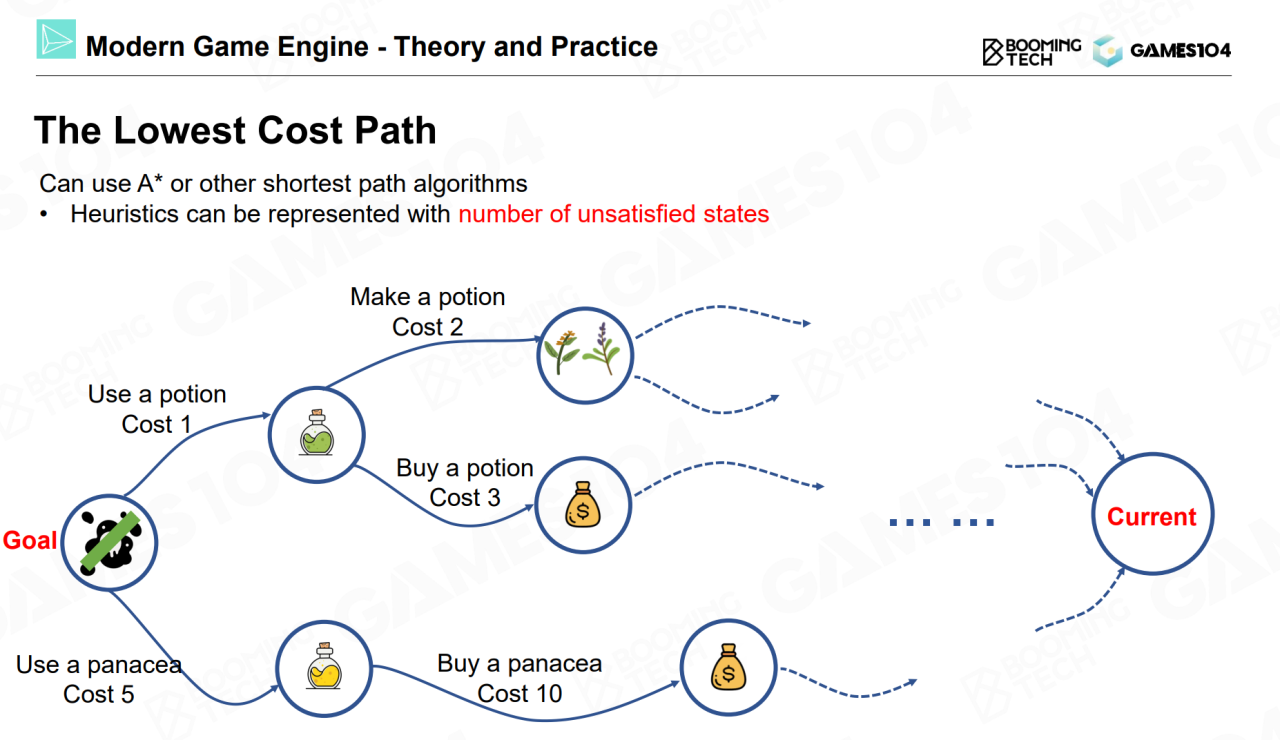 Modern Game Engine - Theory and Practice
BOOMING
TECH
GAMES104
The Lowest Cost Path
Can use A* or other shortest path algorithms
• Heuristics can be represented with number of unsatisfied states
Make a potion
Cost 2
Use a potion
Cost 1
Buy a potion
Cost 3
$
Goal
Current
Use a panacea
Cost 5
Buy a panacea
Cost 10
$